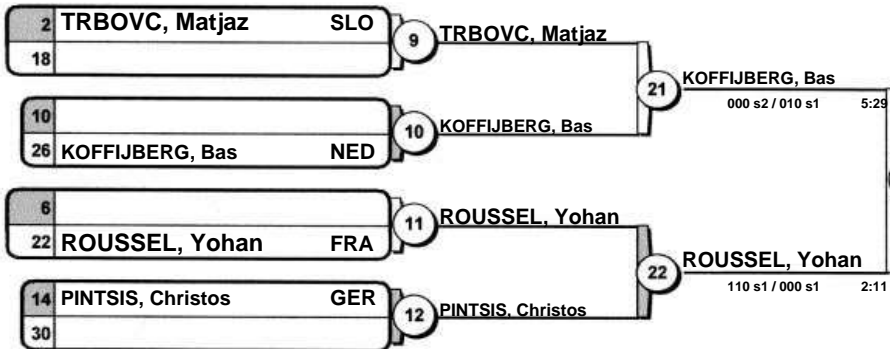 2 TRBOVC, Matjaz SLO
18
9 TRBOVC, Matjaz
21 KOFFIJBERG, Bas
000 s2 / 010 s1 5:29
10
26 KOFFIJBERG, Bas NED
10 KOFFIJBERG, Bas
6
22 ROUSSEL, Yohan FRA
11 ROUSSEL, Yohan
22 ROUSSEL, Yohan
110 s1 / 000 s1 2:11
14 PINTSIS, Christos GER
30
12 PINTSIS, Christos